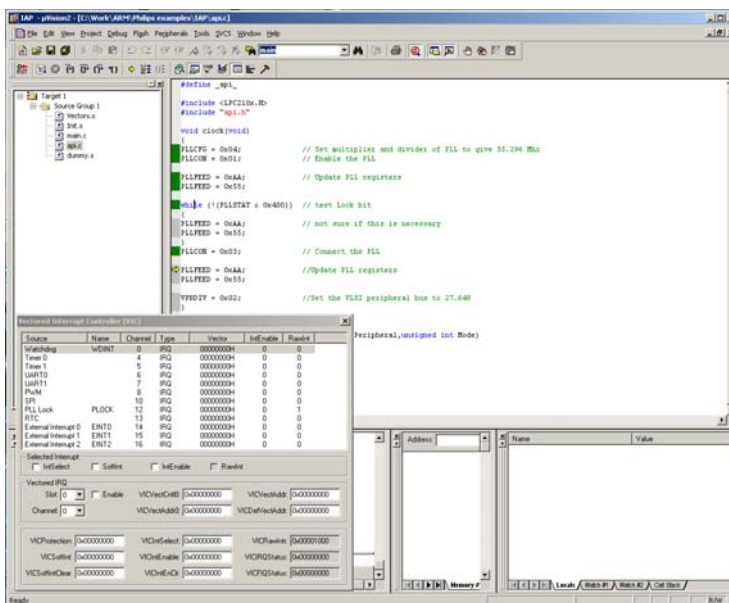 IAP - µVision2 - [C:\Work\ARM\Philips examples\IAP\api.c]
File Edit View Project Debug Flash Peripherals Tools SVCS Window Help
main
Target 1
Source Group 1
Vectors.s
Init.s
main.c
api.c
dummy.s
#define _api_
#include <LPC210x.H>
#include "api.h"
void clock(void)
{
PLLCFG = 0x04; // Set multiplier and divider of PLL to give 55.296 Mhz
PLLCON = 0x01; // Enable the PLL
PLLFEED = 0xAA; // Update PLL registers
PLLFEED = 0x55;
while (!(PLLSTAT & 0x400)) // test Lock bit
{
PLLFEED = 0xAA; // not sure if this is necessary
PLLFEED = 0x55;
}
PLLCON = 0x03; // Connect the PLL
PLLFEED = 0xAA; //Update PLL registers
PLLFEED = 0x55;
VPBDIV = 0x02; //Set the VLSI peripheral bus to 27.648
}
Peripheral,unsigned int Mode)
Vectored Interrupt Controller (VIC)
Source Name Channel Type Vector IntEnable RawInt
Watchdog WDINT 0 IRQ 00000000H 0 0
Timer 0 4 IRQ 00000000H 0 0
Timer 1 5 IRQ 00000000H 0 0
UART0 6 IRQ 00000000H 0 0
UART1 7 IRQ 00000000H 0 0
PWM 8 IRQ 00000000H 0 0
SPI 10 IRQ 00000000H 0 0
PLL Lock PLOCK 12 IRQ 00000000H 0 1
RTC 13 IRQ 00000000H 0 0
External Interrupt 0 EINT0 14 IRQ 00000000H 0 0
External Interrupt 1 EINT1 15 IRQ 00000000H 0 0
External Interrupt 2 EINT2 16 IRQ 00000000H 0 0
Selected Interrupt
IntSelect SoftInt IntEnable RawInt
Vectored IRQ
Slot: 0 Enable VICVectCntl0: 0x00000000 VICVectAddr: 0x00000000
Channel: 0 VICVectAddr0: 0x00000000 VICDefVectAddr: 0x00000000
VICProtection: 0x00000000 VICIntSelect: 0x00000000 VICRawIntr: 0x00001000
VICSoftInt: 0x00000000 VICIntEnable: 0x00000000 VICIRQStatus: 0x00000000
VICSoftIntClear: 0x00000000 VICIntEnClr: 0x00000000 VICFIQStatus: 0x00000000
Address:
Name Value
Memory #
Locals Watch #1 Watch #2 Call Stack
Ready
R/W